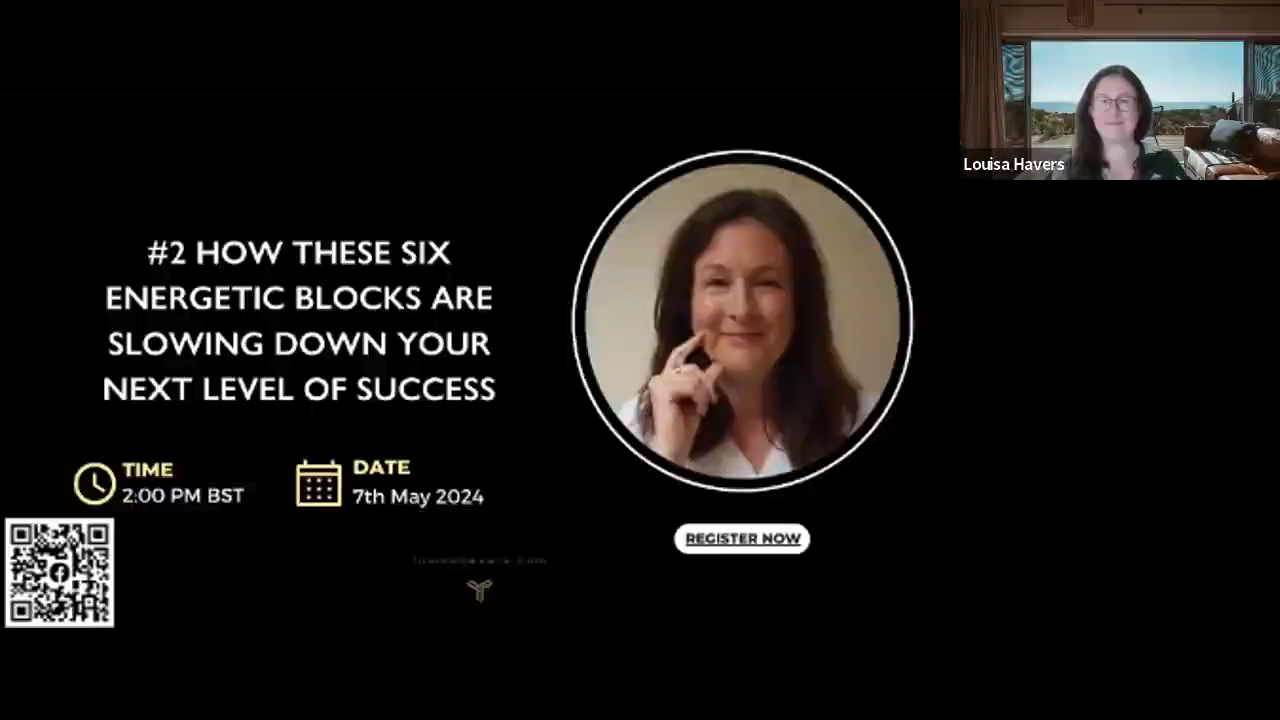 #2 HOW THESE SIX
ENERGETIC BLOCKS ARE
SLOWING DOWN YOUR
NEXT LEVEL OF SUCCESS
TIME
2:00 PM BST
DATE
7th May 2024
REGISTER NOW
Louisa Havers